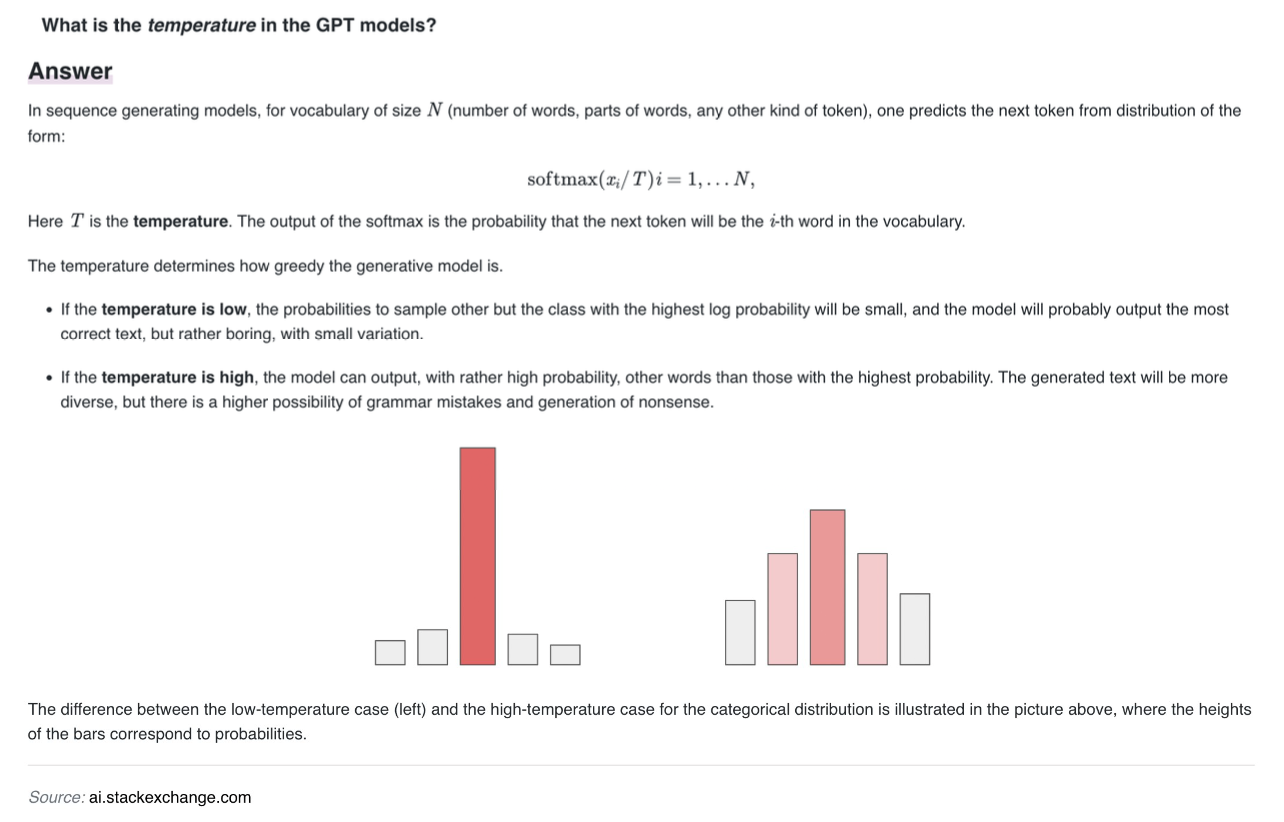 What is the temperature in the GPT models?
Answer
In sequence generating models, for vocabulary of size N (number of words, parts of words, any other kind of token), one predicts the next token from distribution of the
form:
softmax(xᵢ/T)i = 1, … N,
Here T is the temperature. The output of the softmax is the probability that the next token will be the i-th word in the vocabulary.
The temperature determines how greedy the generative model is.
• If the temperature is low, the probabilities to sample other but the class with the highest log probability will be small, and the model will probably output the most
correct text, but rather boring, with small variation.
• If the temperature is high, the model can output, with rather high probability, other words than those with the highest probability. The generated text will be more
diverse, but there is a higher possibility of grammar mistakes and generation of nonsense.
The difference between the low-temperature case (left) and the high-temperature case for the categorical distribution is illustrated in the picture above, where the heights
of the bars correspond to probabilities.
Source: ai.stackexchange.com